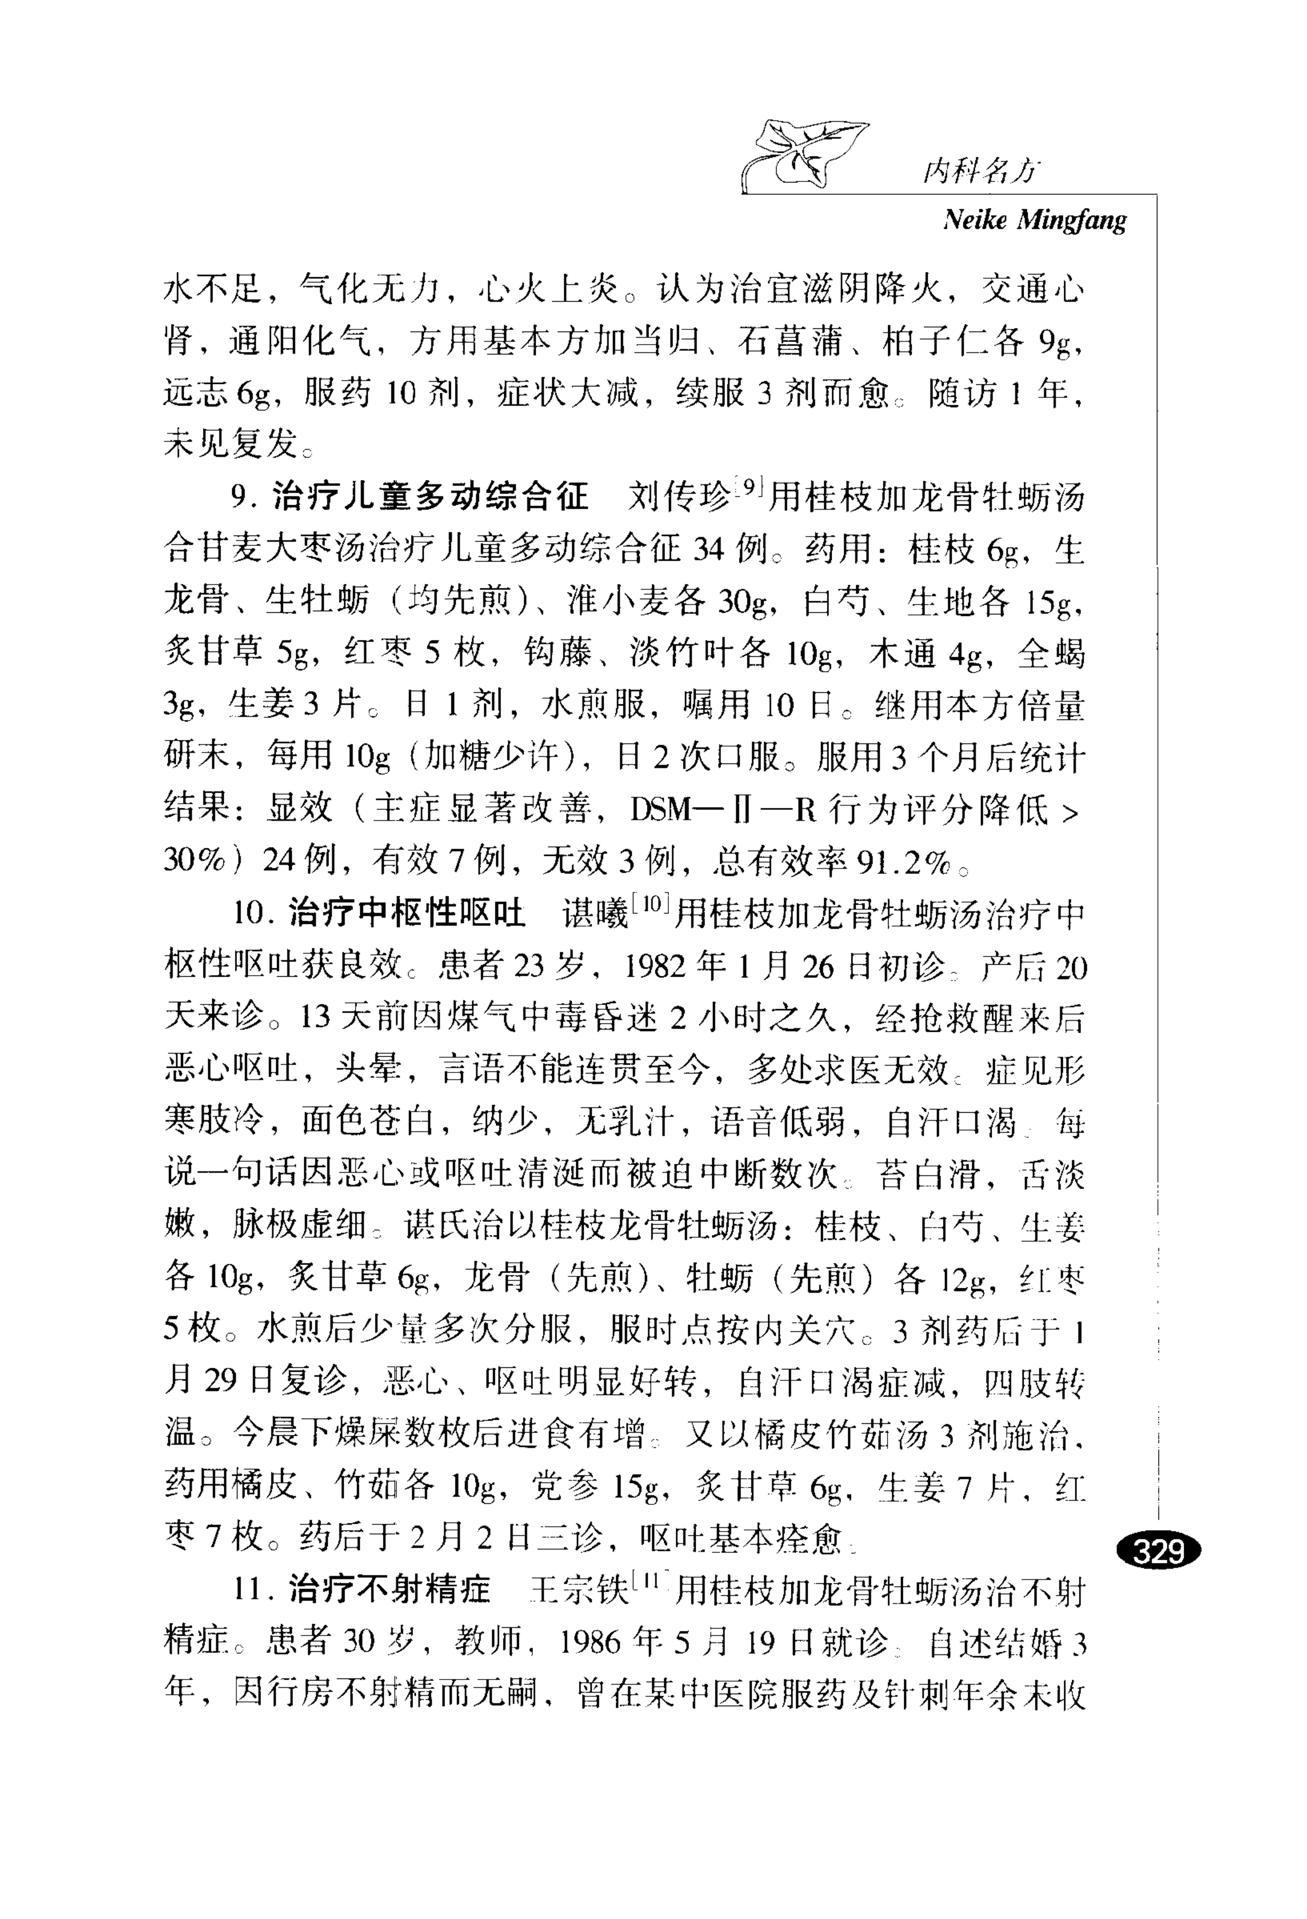 内科名方
Neike Mingfang
水不足，气化无力，心火上炎。认为治宜滋阴降火，交通心
肾，通阳化气，方用基本方加当归、石菖蒲、柏子仁各 9g，
远志 6g，服药 10 剂，症状大减，续服 3 剂而愈。随访 1 年，
未见复发。
9. 治疗儿童多动综合征　刘传珍[9]用桂枝加龙骨牡蛎汤
合甘麦大枣汤治疗儿童多动综合征 34 例。药用：桂枝 6g，生
龙骨、生牡蛎（均先煎）、淮小麦各 30g，白芍、生地各 15g，
炙甘草 5g，红枣 5 枚，钩藤、淡竹叶各 10g，木通 4g，全蝎
3g，生姜 3 片。日 1 剂，水煎服，嘱用 10 日。继用本方倍量
研末，每用 10g（加糖少许），日 2 次口服。服用 3 个月后统计
结果：显效（主症显著改善，DSM—Ⅱ—R 行为评分降低 >
30%）24 例，有效 7 例，无效 3 例，总有效率 91.2%。
10. 治疗中枢性呕吐　谌曦[10]用桂枝加龙骨牡蛎汤治疗中
枢性呕吐获良效。患者 23 岁，1982 年 1 月 26 日初诊。产后 20
天来诊。13 天前因煤气中毒昏迷 2 小时之久，经抢救醒来后
恶心呕吐，头晕，言语不能连贯至今，多处求医无效。症见形
寒肢冷，面色苍白，纳少，无乳汁，语音低弱，自汗口渴。每
说一句话因恶心或呕吐清涎而被迫中断数次。苔白滑，舌淡
嫩，脉极虚细。谌氏治以桂枝龙骨牡蛎汤：桂枝、白芍、生姜
各 10g，炙甘草 6g，龙骨（先煎）、牡蛎（先煎）各 12g，红枣
5 枚。水煎后少量多次分服，服时点按内关穴。3 剂药后于 1
月 29 日复诊，恶心、呕吐明显好转，自汗口渴症减，四肢转
温。今晨下燥屎数枚后进食有增。又以橘皮竹茹汤 3 剂施治，
药用橘皮、竹茹各 10g，党参 15g，炙甘草 6g，生姜 7 片，红
枣 7 枚。药后于 2 月 2 日三诊，呕吐基本痊愈。
11. 治疗不射精症　王宗铁[11]用桂枝加龙骨牡蛎汤治不射
精症。患者 30 岁，教师，1986 年 5 月 19 日就诊。自述结婚 3
年，因行房不射精而无嗣，曾在某中医院服药及针刺年余未收
329